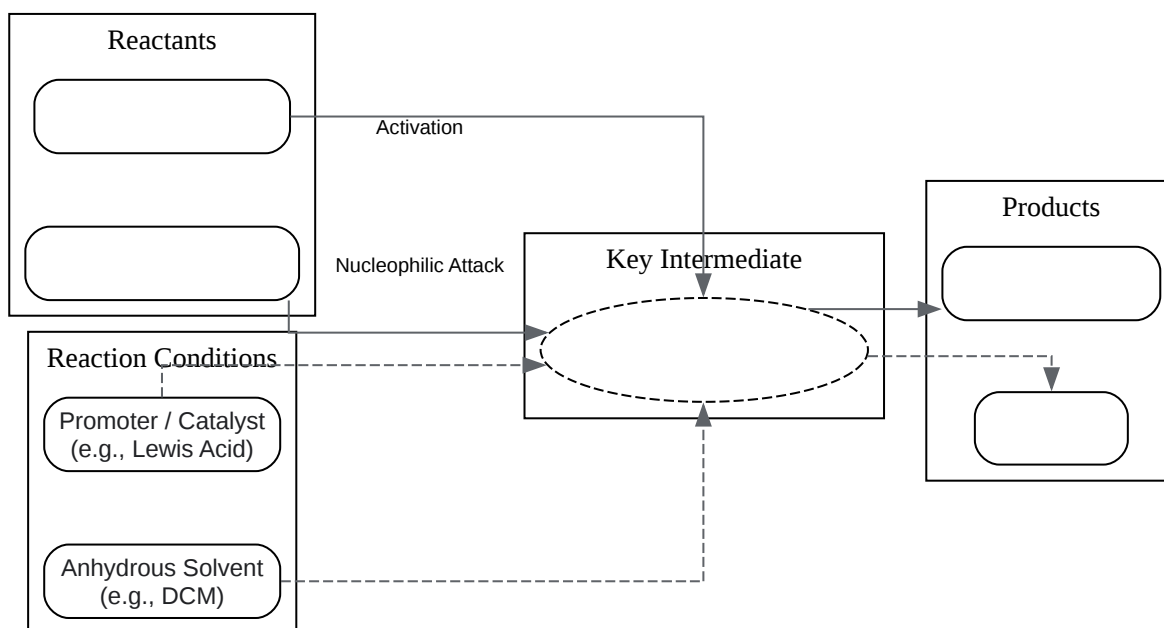 Reactants
Activation
Nucleophilic Attack
Key Intermediate
Products
Reaction Conditions
Promoter / Catalyst
(e.g., Lewis Acid)
Anhydrous Solvent
(e.g., DCM)